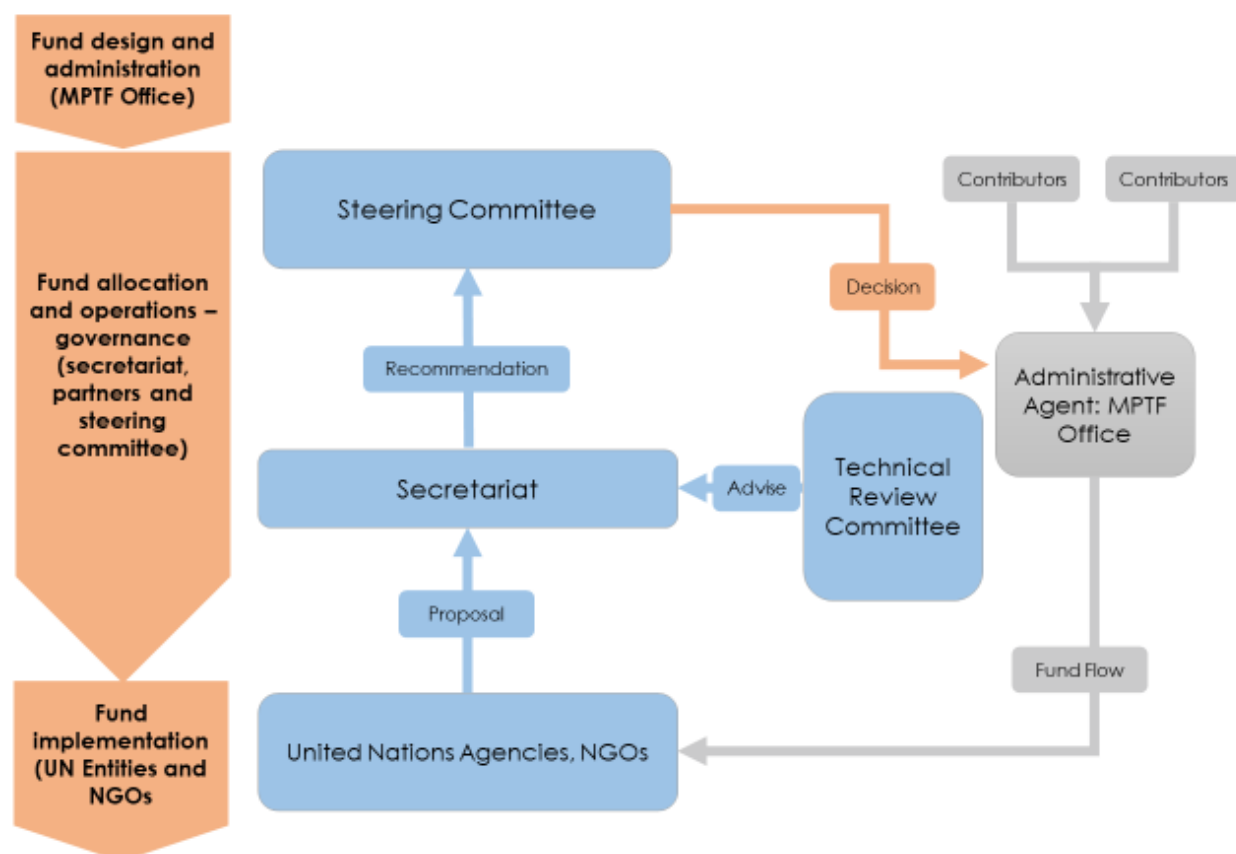 Fund design and
administration
(MPTF Office)
Fund allocation
and operations –
governance
(secretariat,
partners and
steering
committee)
Fund
implementation
(UN Entities and
NGOs
Steering Committee
Contributors
Contributors
Decision
Recommendation
Administrative
Agent: MPTF
Office
Secretariat
Advise
Technical
Review
Committee
Proposal
Fund Flow
United Nations Agencies, NGOs